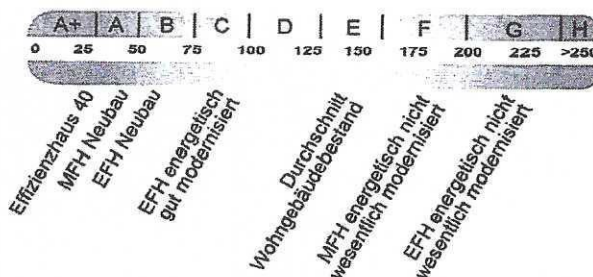 A+ A B C D E F G H
0 25 50 75 100 125 150 175 200 225 >250
Effizienzhaus 40
MFH Neubau
EFH Neubau
EFH energetisch
gut modernisiert
Durchschnitt
Wohngebäudebestand
MFH energetisch nicht
wesentlich modernisiert
EFH energetisch nicht
wesentlich modernisiert